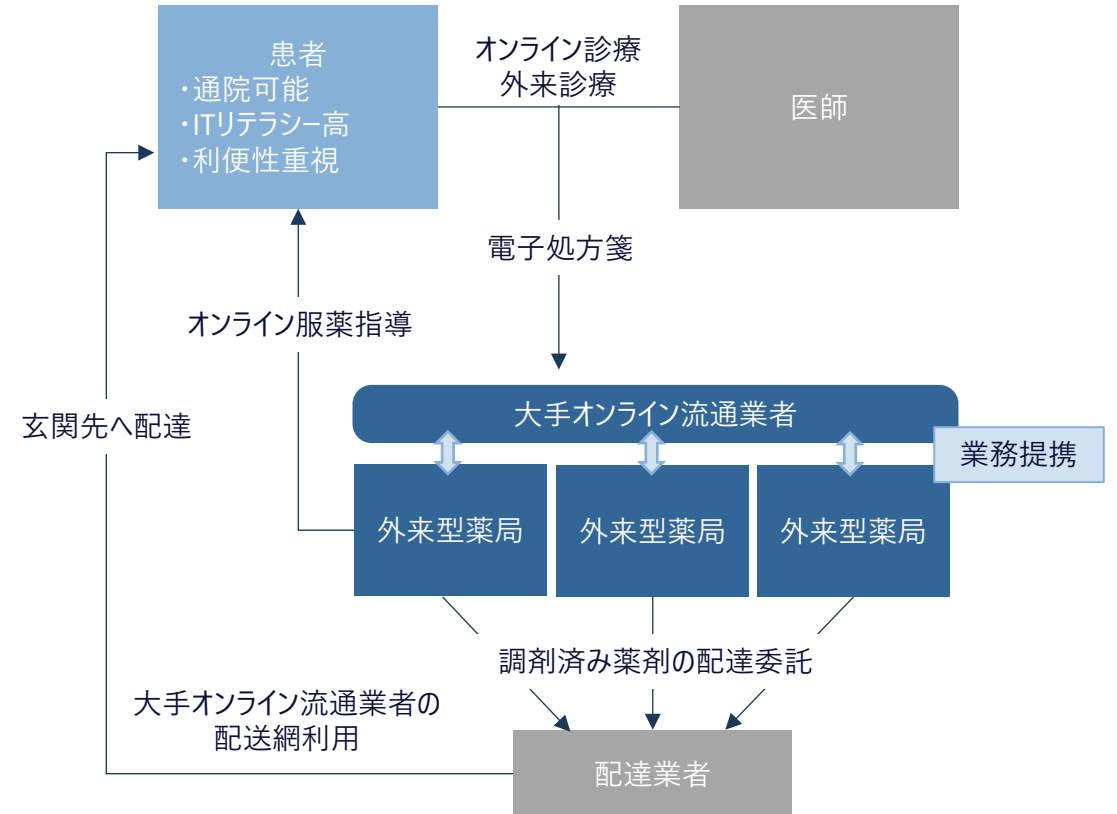 患者
・通院可能
・ITリテラシー高
・利便性重視
オンライン診療
外来診療
医師
電子処方箋
オンライン服薬指導
玄関先へ配達
大手オンライン流通業者
業務提携
外来型薬局
外来型薬局
外来型薬局
調剤済み薬剤の配達委託
大手オンライン流通業者の
配送網利用
配達業者